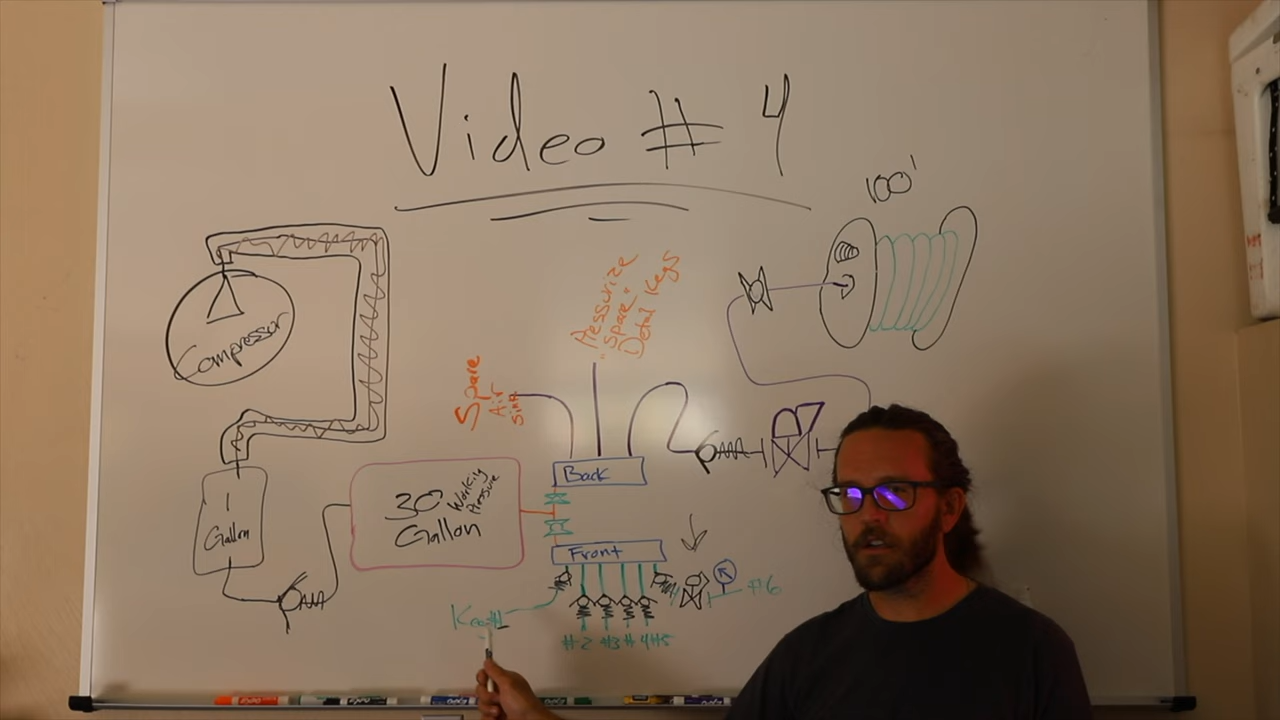 Video # 4
100'
Compressor
Pressurize
"Spare"
Detal Kegs
Spare
Air
Sink
Back
1
Gallon
30
Gallon
Working
Pressure
Front
Keg #1
#2 #3 #4 #5
#6